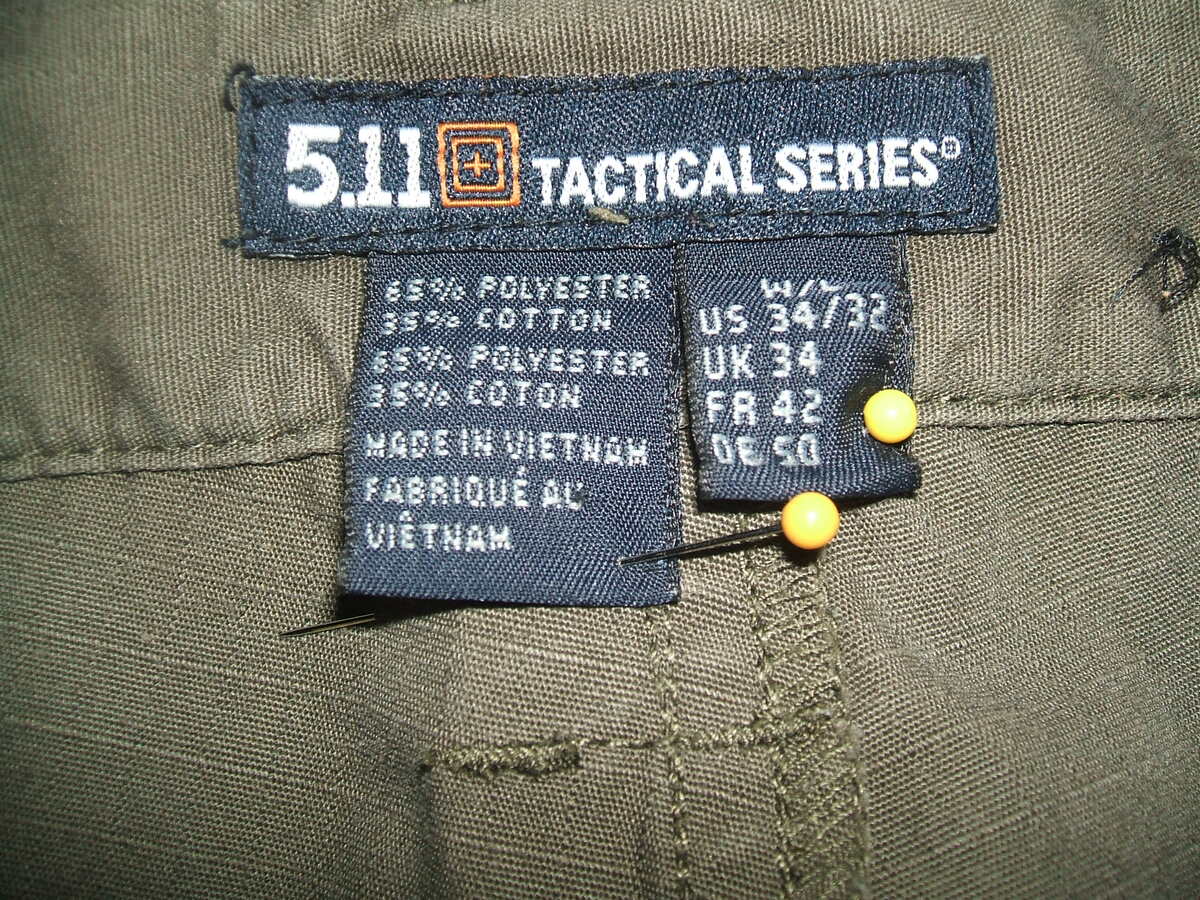 5.11 TACTICAL SERIES®
65% POLYESTER
35% COTTON
65% POLYESTER
35% COTON
MADE IN VIETNAM
FABRIQUÉ AU
VIÊTNAM
W/L
US 34/32
UK 34
FR 42
DE 50